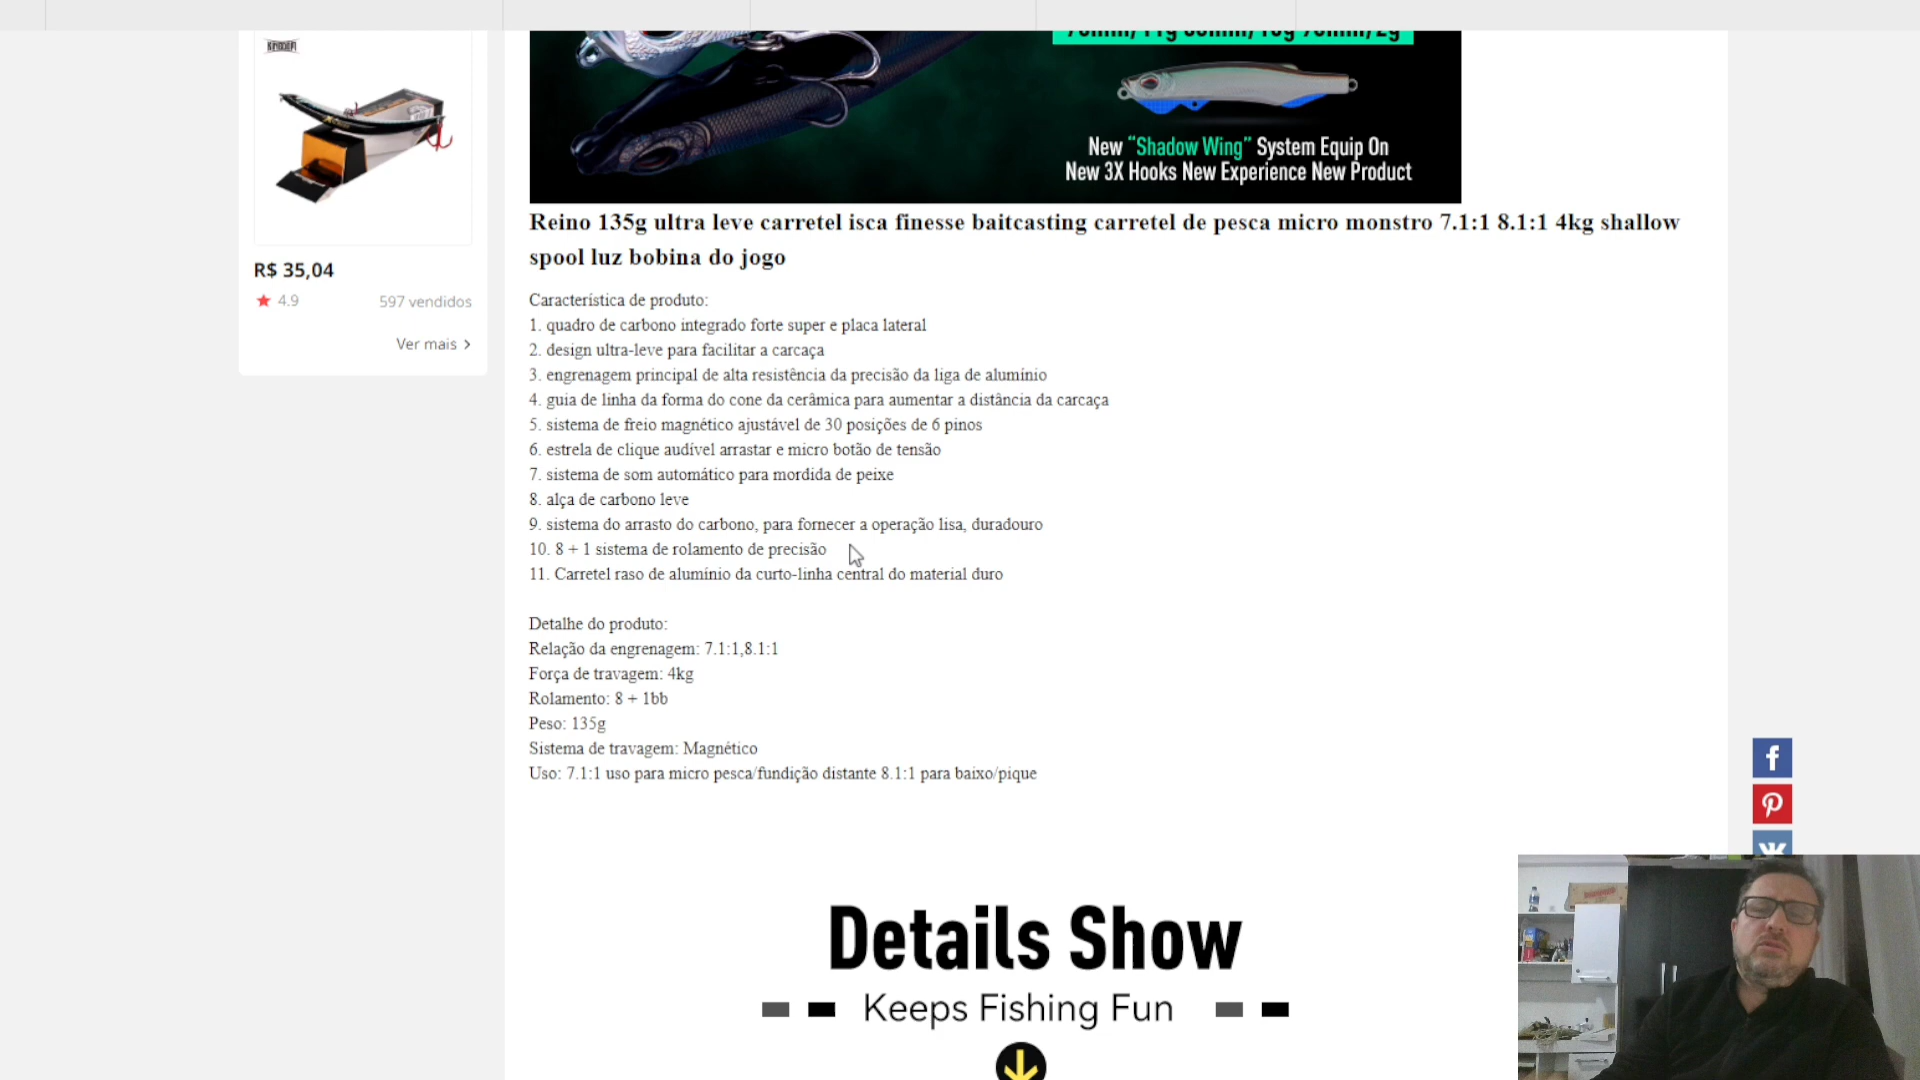 KINGDOM
R$ 35,04
4.9
597 vendidos
Ver mais >
New “Shadow Wing” System Equip On
New 3X Hooks New Experience New Product
Reino 135g ultra leve carretel isca finesse baitcasting carretel de pesca micro monstro 7.1:1 8.1:1 4kg shallow
spool luz bobina do jogo
Característica de produto:
1. quadro de carbono integrado forte super e placa lateral
2. design ultra-leve para facilitar a carcaça
3. engrenagem principal de alta resistência da precisão da liga de alumínio
4. guia de linha da forma do cone da cerâmica para aumentar a distância da carcaça
5. sistema de freio magnético ajustável de 30 posições de 6 pinos
6. estrela de clique audível arrastar e micro botão de tensão
7. sistema de som automático para mordida de peixe
8. alça de carbono leve
9. sistema do arrasto do carbono, para fornecer a operação lisa, duradouro
10. 8 + 1 sistema de rolamento de precisão
11. Carretel raso de alumínio da curto-linha central do material duro
Detalhe do produto:
Relação da engrenagem: 7.1:1,8.1:1
Força de travagem: 4kg
Rolamento: 8 + 1bb
Peso: 135g
Sistema de travagem: Magnético
Uso: 7.1:1 uso para micro pesca/fundição distante 8.1:1 para baixo/pique
Details Show
Keeps Fishing Fun